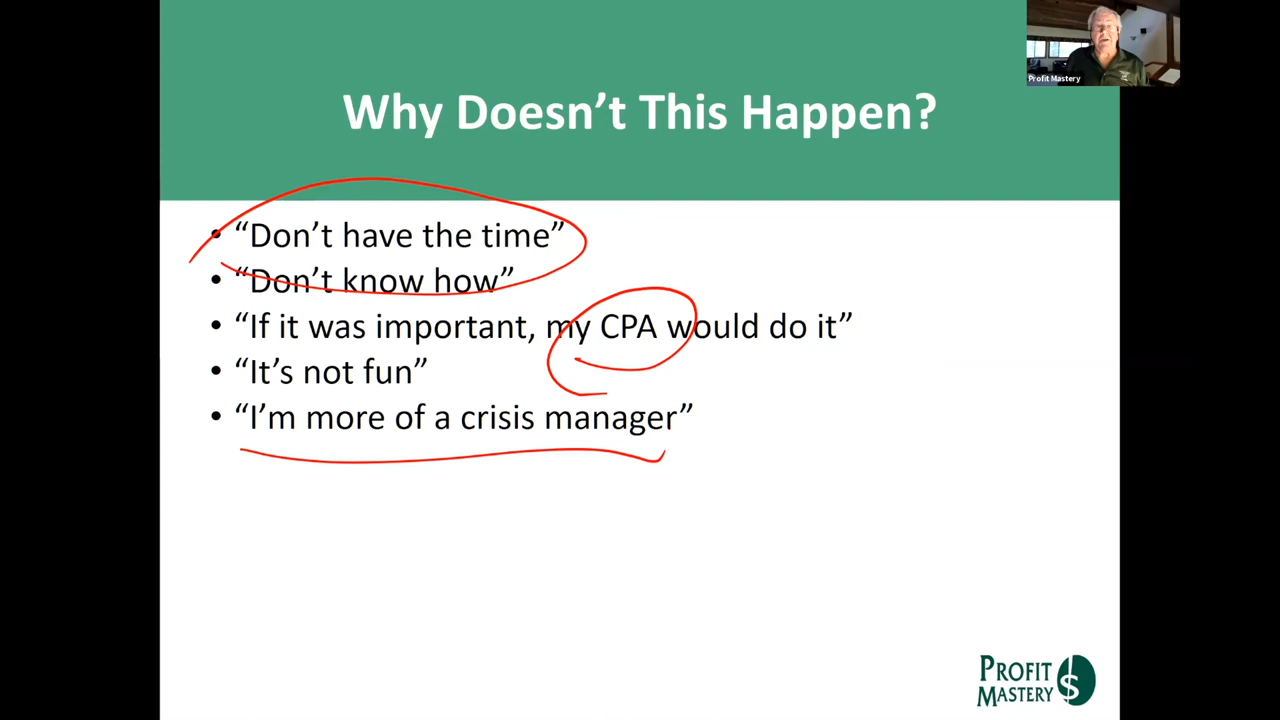 Profit Mastery
Why Doesn’t This Happen?
• “Don’t have the time”
• “Don’t know how”
• “If it was important, my CPA would do it”
• “It’s not fun”
• “I’m more of a crisis manager”
PROFIT
MASTERY $